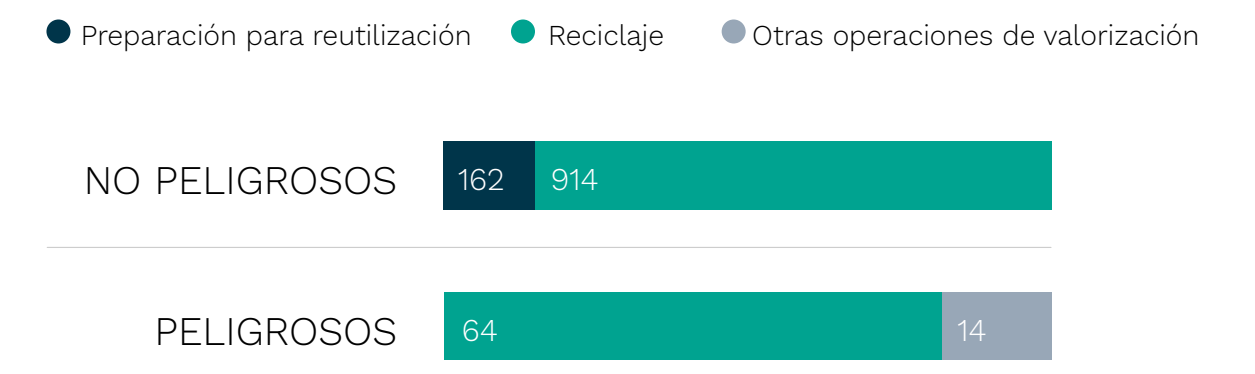 Preparación para reutilización Reciclaje Otras operaciones de valorización
NO PELIGROSOS 162 914
PELIGROSOS 64 14